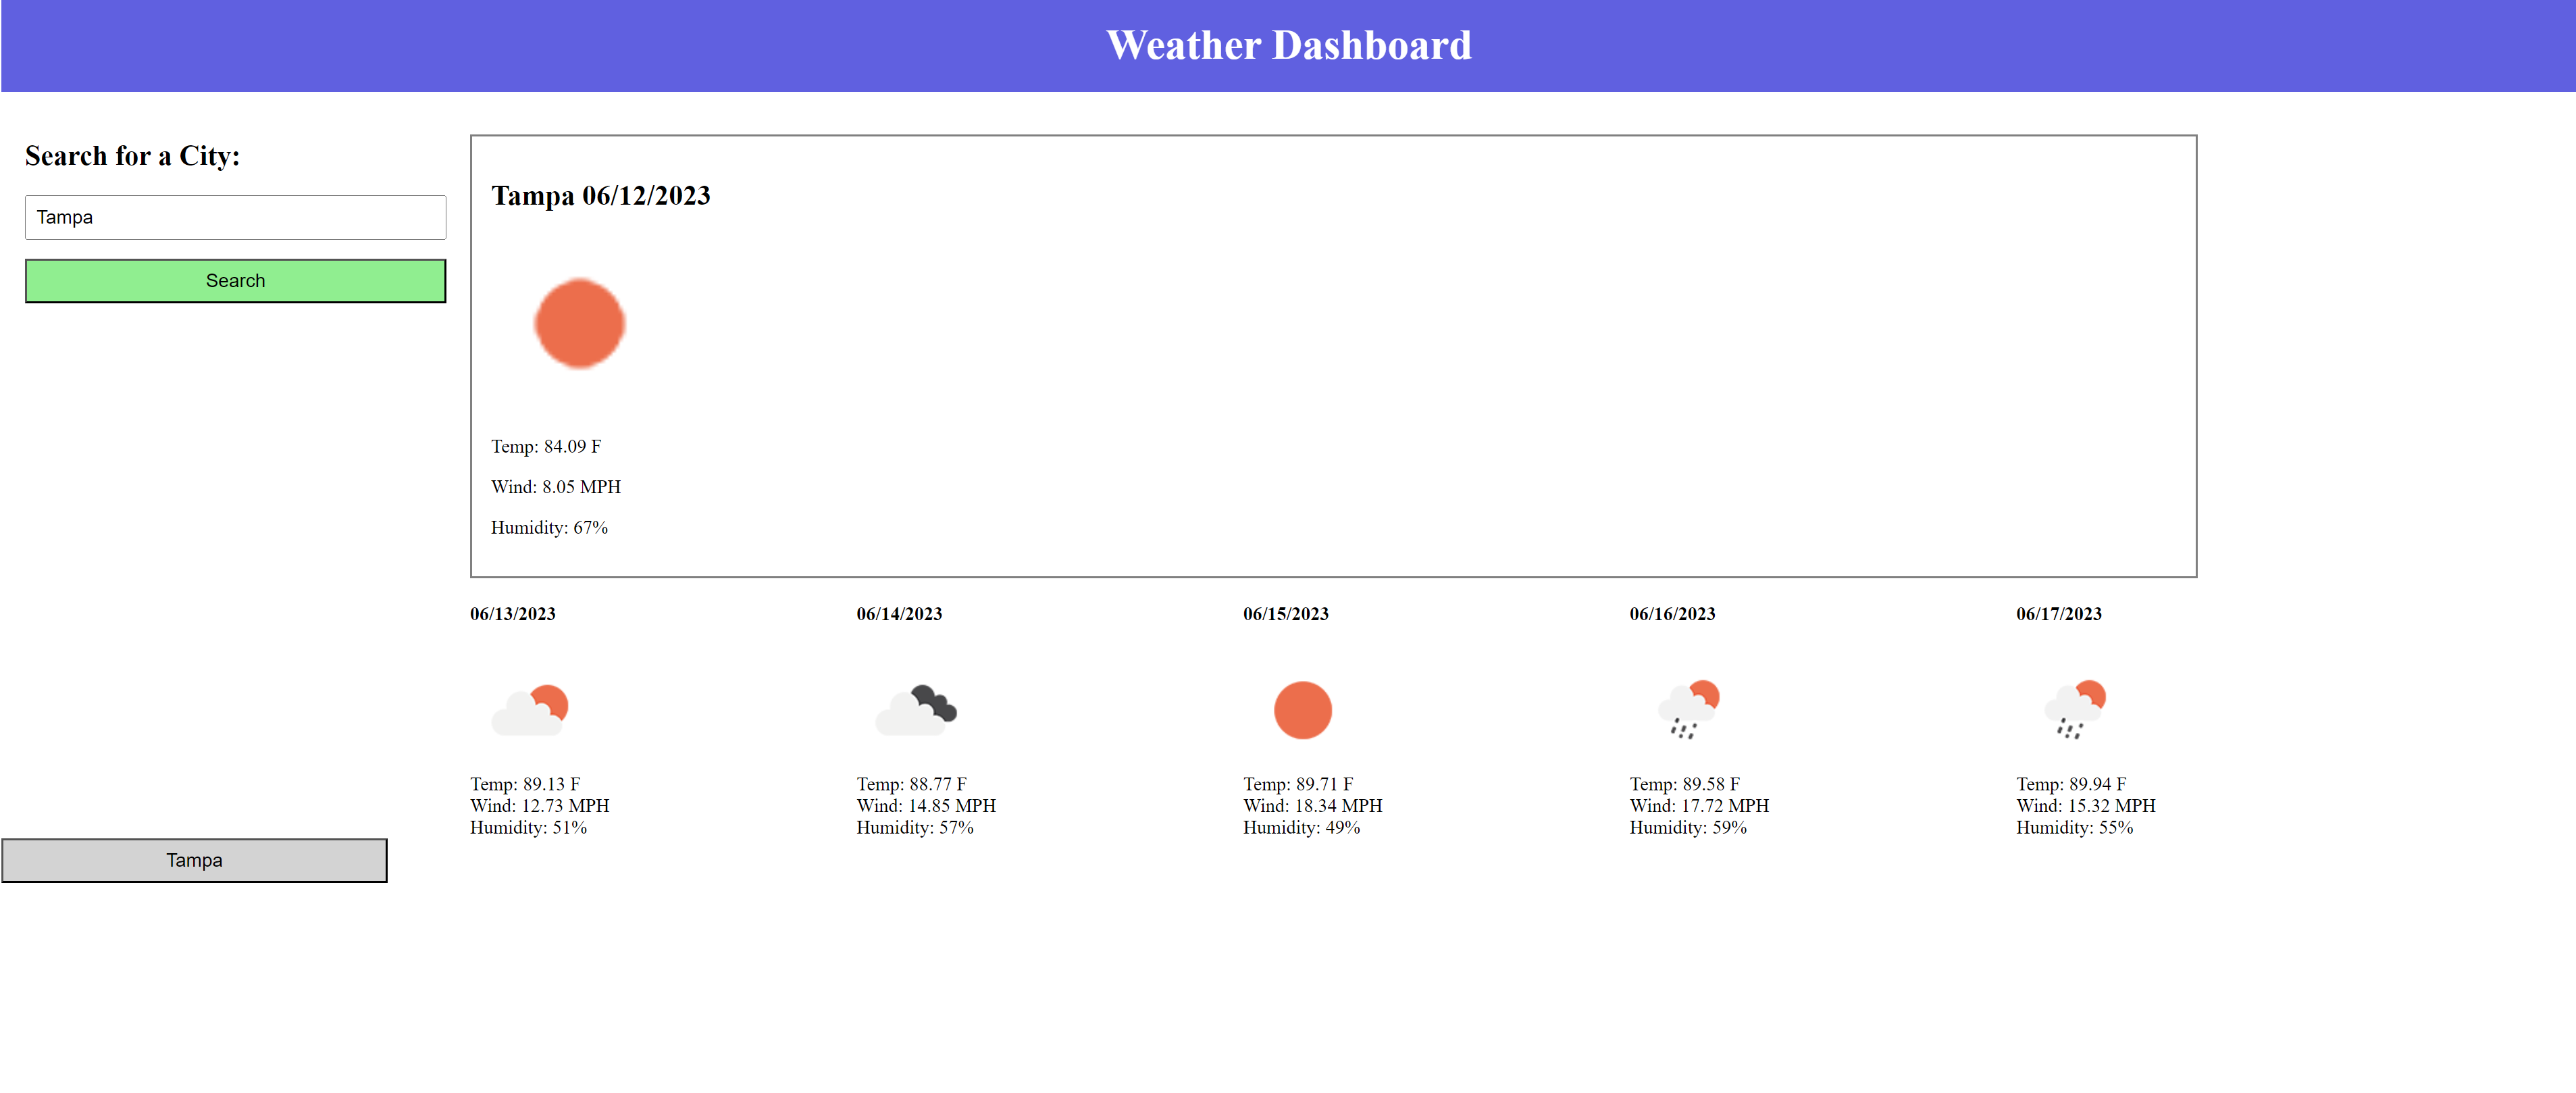 Weather Dashboard
Search for a City:
Tampa
Search
Tampa 06/12/2023
Temp: 84.09 F
Wind: 8.05 MPH
Humidity: 67%
06/13/2023
Temp: 89.13 F
Wind: 12.73 MPH
Humidity: 51%
06/14/2023
Temp: 88.77 F
Wind: 14.85 MPH
Humidity: 57%
06/15/2023
Temp: 89.71 F
Wind: 18.34 MPH
Humidity: 49%
06/16/2023
Temp: 89.58 F
Wind: 17.72 MPH
Humidity: 59%
06/17/2023
Temp: 89.94 F
Wind: 15.32 MPH
Humidity: 55%
Tampa